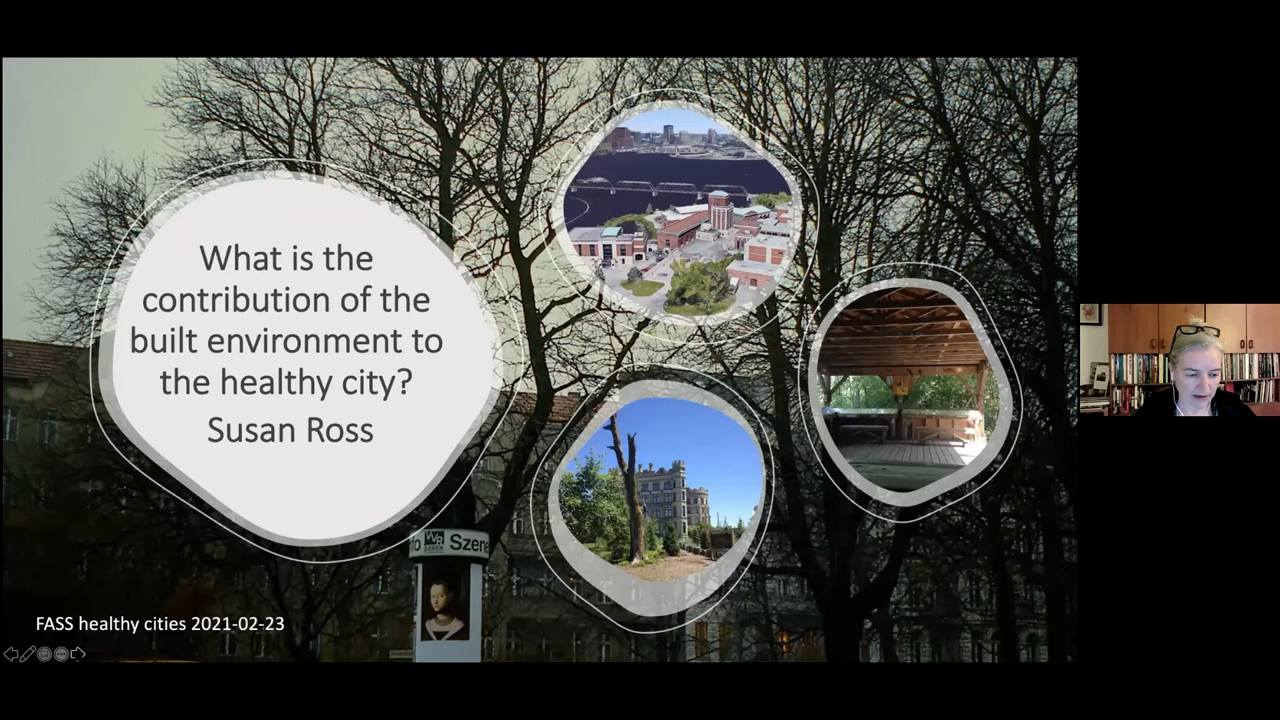 What is the
contribution of the
built environment to
the healthy city?
Susan Ross
Szene
FASS healthy cities 2021-02-23